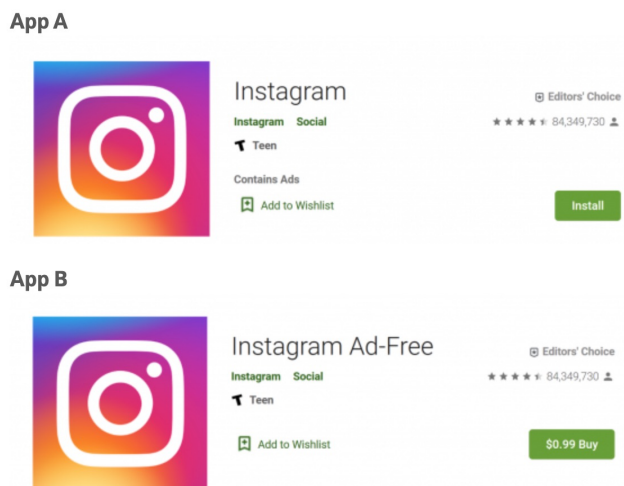 App A
Instagram
Editors' Choice
Instagram Social
84,349,730
T Teen
Contains Ads
Add to Wishlist
Install
App B
Instagram Ad-Free
Editors' Choice
Instagram Social
84,349,730
T Teen
Add to Wishlist
$0.99 Buy